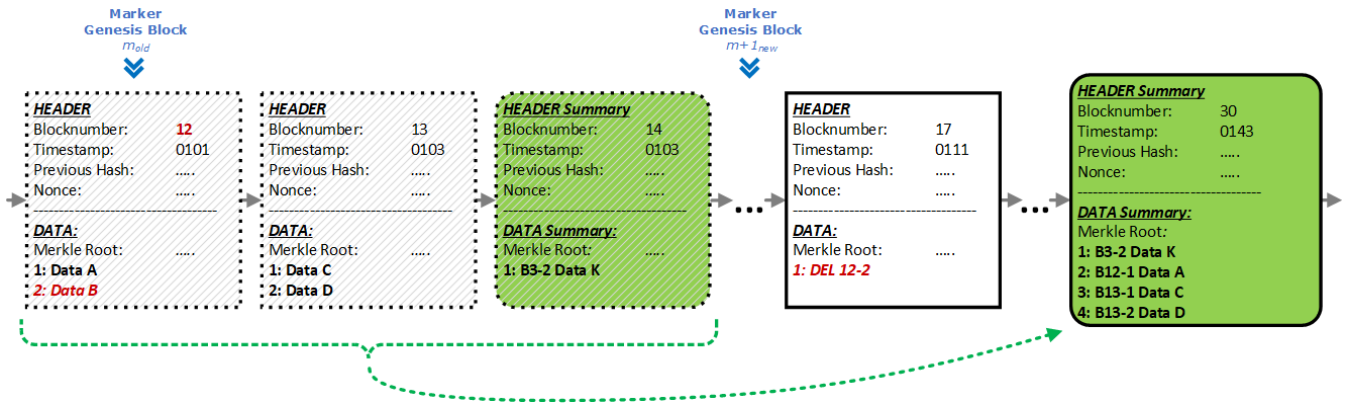 Marker
Genesis Block
m_old
Marker
Genesis Block
m+1_new
HEADER
Blocknumber: 12
Timestamp: 0101
Previous Hash: .....
Nonce: .....
------------------------------------
DATA:
Merkle Root: .....
1: Data A
2: Data B
HEADER
Blocknumber: 13
Timestamp: 0103
Previous Hash: .....
Nonce: .....
------------------------------------
DATA:
Merkle Root: .....
1: Data C
2: Data D
HEADER Summary
Blocknumber: 14
Timestamp: 0103
Previous Hash: .....
Nonce: .....
------------------------------------
DATA Summary:
Merkle Root: .....
1: B3-2 Data K
...
HEADER
Blocknumber: 17
Timestamp: 0111
Previous Hash: .....
Nonce: .....
------------------------------------
DATA:
Merkle Root: .....
1: DEL 12-2
...
HEADER Summary
Blocknumber: 30
Timestamp: 0143
Previous Hash: .....
Nonce: .....
------------------------------------
DATA Summary:
Merkle Root: .....
1: B3-2 Data K
2: B12-1 Data A
3: B13-1 Data C
4: B13-2 Data D